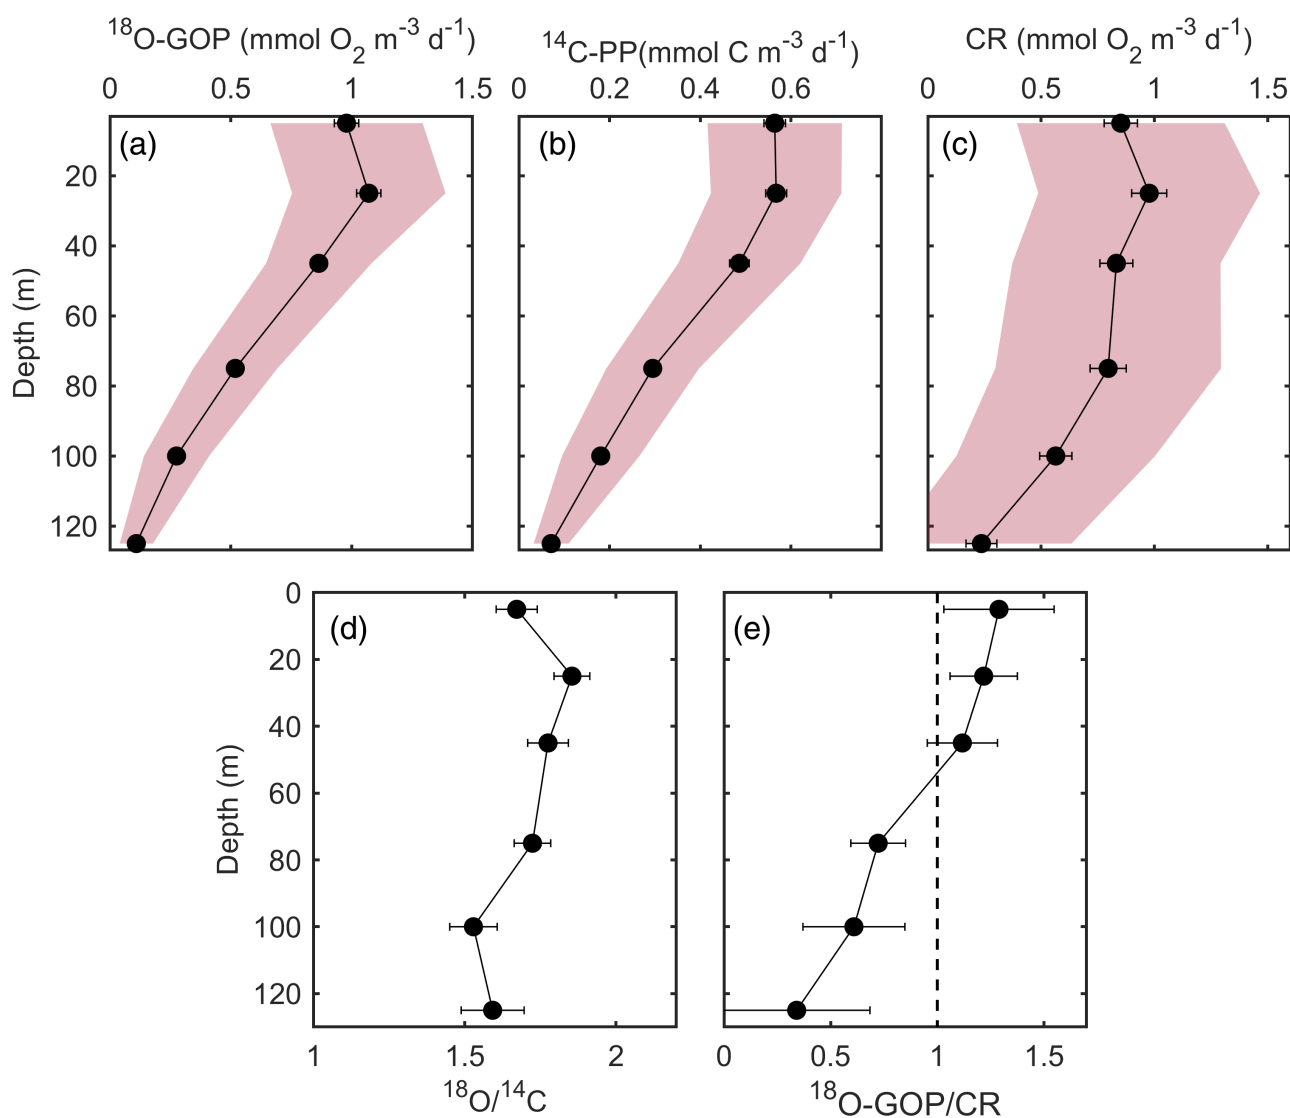 ¹⁸O-GOP (mmol O₂ m⁻³ d⁻¹)
¹⁴C-PP(mmol C m⁻³ d⁻¹)
CR (mmol O₂ m⁻³ d⁻¹)
0 0.5 1 1.5
0 0.2 0.4 0.6
0 0.5 1 1.5
(a)
(b)
(c)
20
40
60
80
100
120
Depth (m)
(d)
(e)
0
20
40
60
80
100
120
Depth (m)
1 1.5 2
0 0.5 1 1.5
¹⁸O/¹⁴C
¹⁸O-GOP/CR